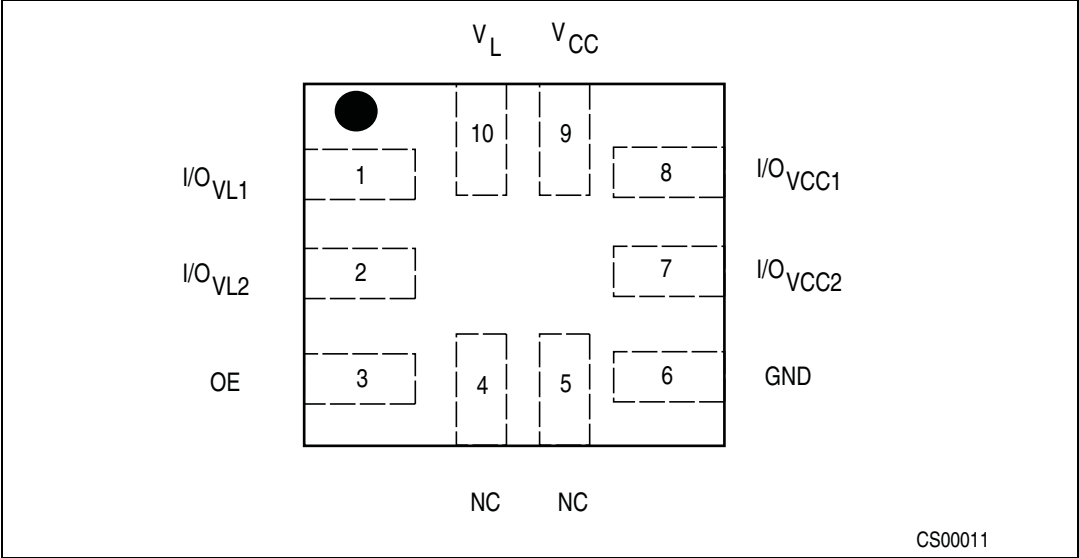 V_L V_CC
10 9
I/O_VL1 1 8 I/O_VCC1
I/O_VL2 2 7 I/O_VCC2
OE 3 4 5 6 GND
NC NC
CS00011